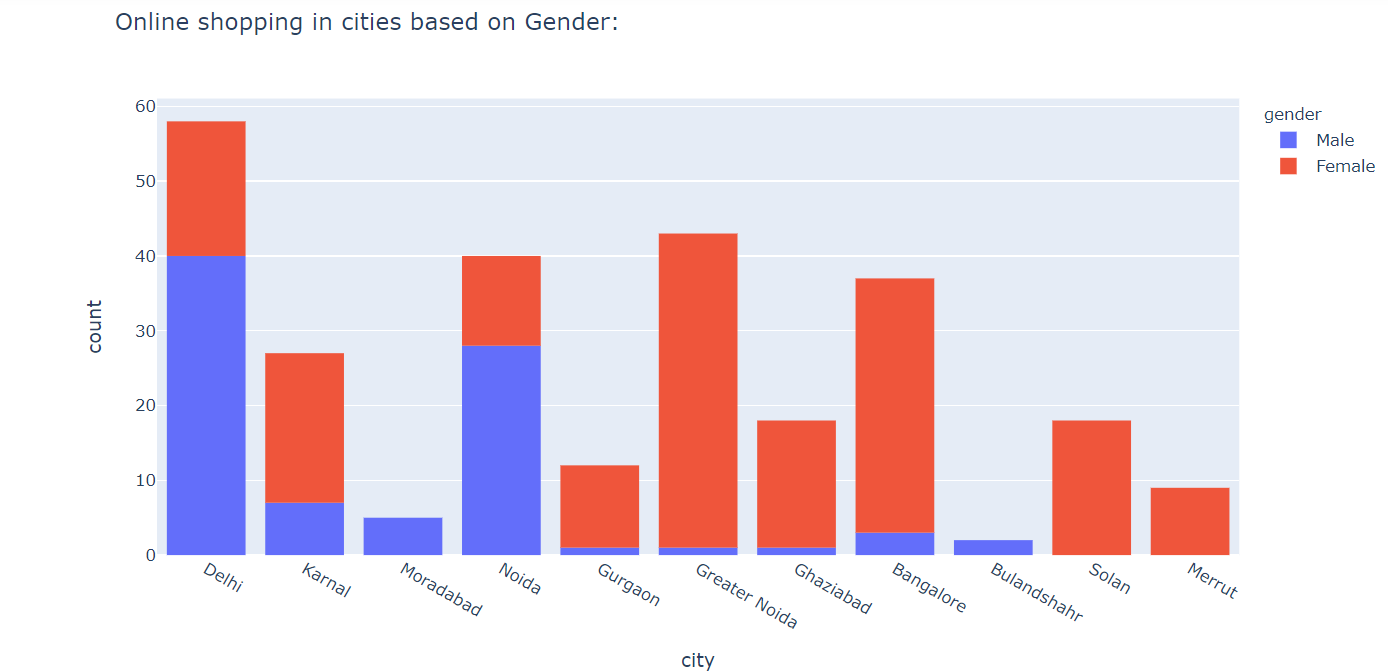 Online shopping in cities based on Gender:
60
50
40
30
20
10
0
count
gender
Male
Female
Delhi
Karnal
Moradabad
Noida
Gurgaon
Greater Noida
Ghaziabad
Bangalore
Bulandshahr
Solan
Merrut
city